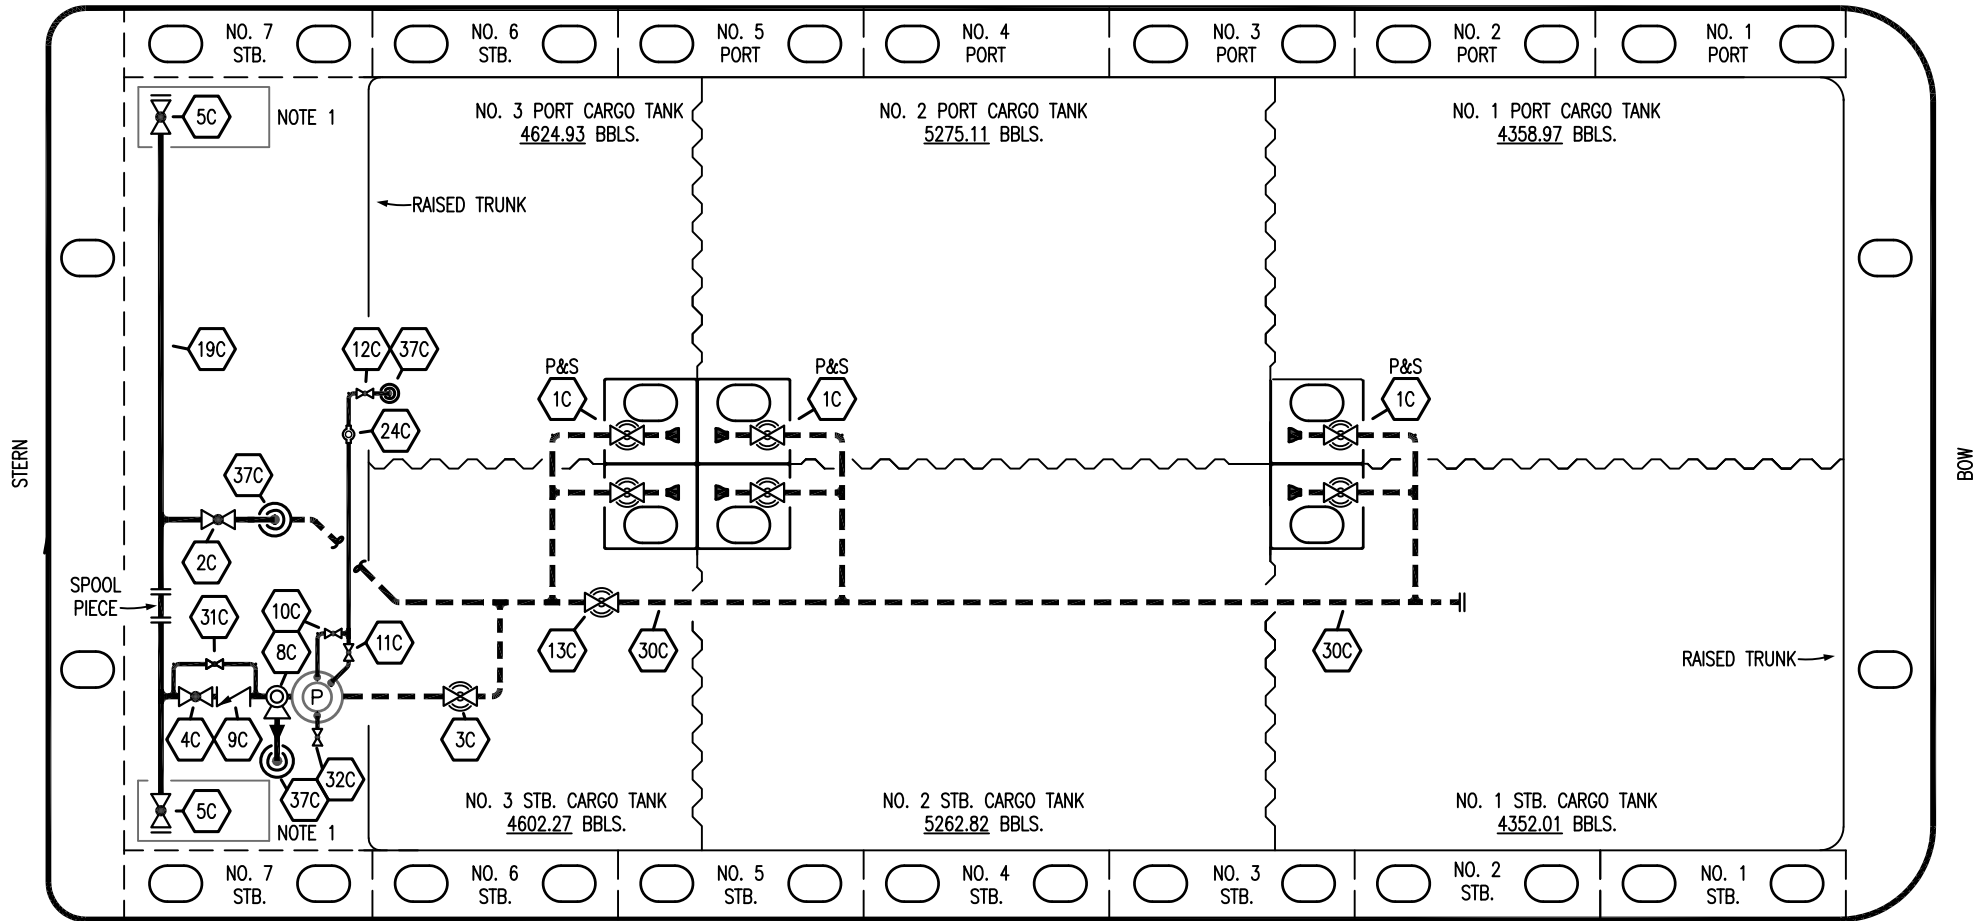 NO. 7
STB.
NO. 6
STB.
NO. 5
PORT
NO. 4
PORT
NO. 3
PORT
NO. 2
PORT
NO. 1
PORT
5C
NOTE 1
NO. 3 PORT CARGO TANK
4624.93 BBLS.
NO. 2 PORT CARGO TANK
5275.11 BBLS.
NO. 1 PORT CARGO TANK
4358.97 BBLS.
RAISED TRUNK
19C
12C
37C
P&S
1C
P&S
1C
P&S
1C
24C
STERN
BOW
37C
2C
SPOOL
PIECE
31C
10C
8C
11C
13C
30C
30C
RAISED TRUNK
P
4C
9C
3C
32C
37C
5C
NOTE 1
NO. 3 STB. CARGO TANK
4602.27 BBLS.
NO. 2 STB. CARGO TANK
5262.82 BBLS.
NO. 1 STB. CARGO TANK
4352.01 BBLS.
NO. 7
STB.
NO. 6
STB.
NO. 5
STB.
NO. 4
STB.
NO. 3
STB.
NO. 2
STB.
NO. 1
STB.